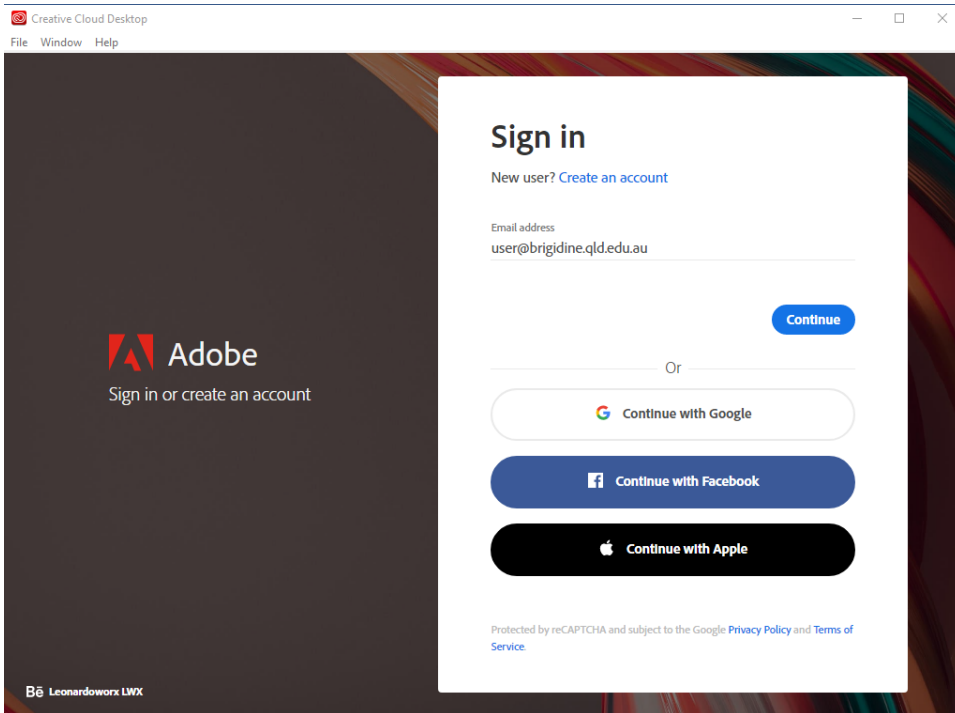 Creative Cloud Desktop
File Window Help
Sign in
New user? Create an account
Email address
user@brigidine.qld.edu.au
Continue
Or
Continue with Google
Continue with Facebook
Continue with Apple
Protected by reCAPTCHA and subject to the Google Privacy Policy and Terms of
Service.
Adobe
Sign in or create an account
Bē Leonardoworx LWX